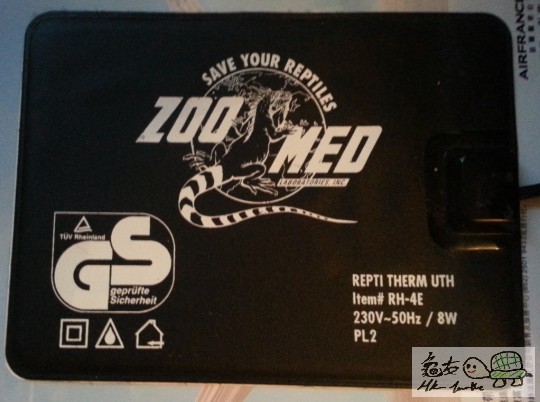 SAVE YOUR REPTILES
ZOO MED
LABORATORIES, INC
TÜV Rheinland
GS
geprüfte
Sicherheit
REPTI THERM UTH
Item# RH-4E
230V~50Hz / 8W
PL2
AIRFRANCE